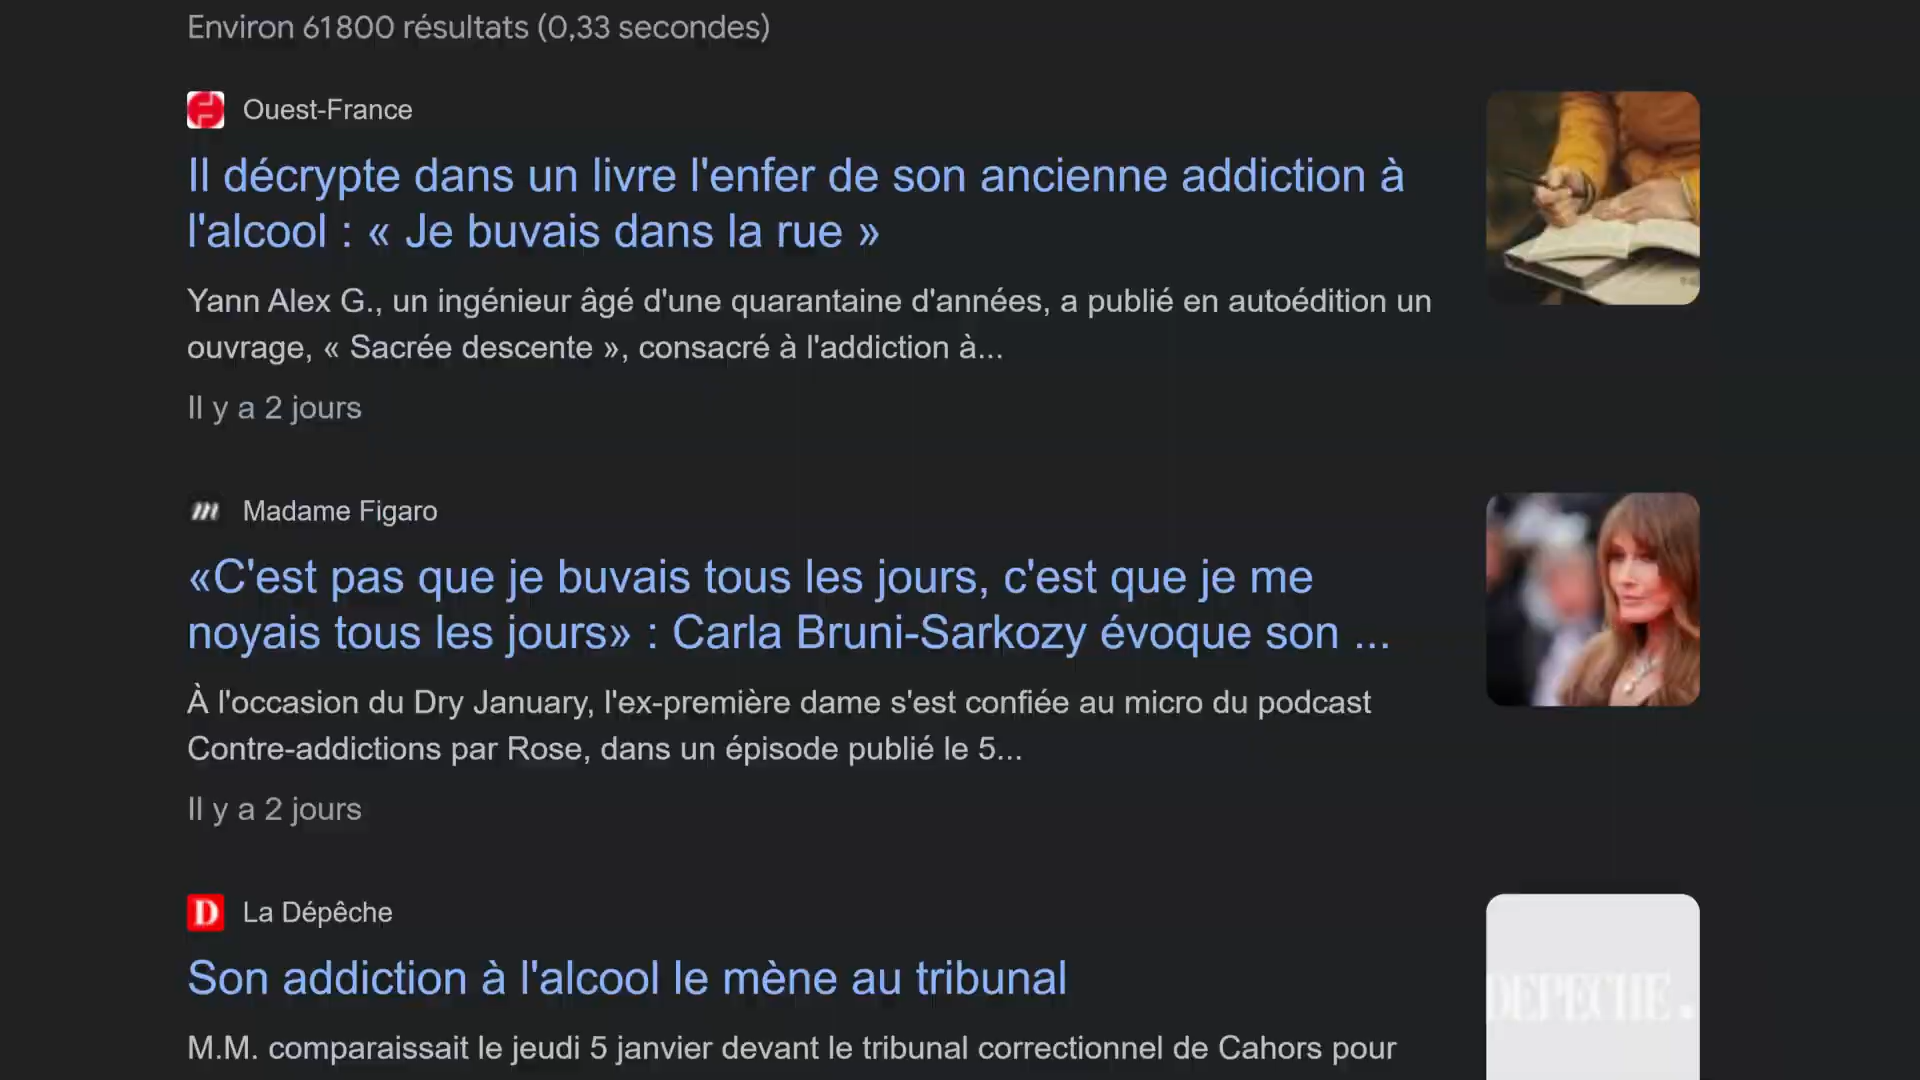 Environ 61 800 résultats (0,33 secondes)
Ouest-France
Il décrypte dans un livre l'enfer de son ancienne addiction à
l'alcool : « Je buvais dans la rue »
Yann Alex G., un ingénieur âgé d'une quarantaine d'années, a publié en autoédition un
ouvrage, « Sacrée descente », consacré à l'addiction à...
Il y a 2 jours
Madame Figaro
«C'est pas que je buvais tous les jours, c'est que je me
noyais tous les jours» : Carla Bruni-Sarkozy évoque son ...
À l'occasion du Dry January, l'ex-première dame s'est confiée au micro du podcast
Contre-addictions par Rose, dans un épisode publié le 5...
Il y a 2 jours
D La Dépêche
Son addiction à l'alcool le mène au tribunal
DEPECHE.
M.M. comparaissait le jeudi 5 janvier devant le tribunal correctionnel de Cahors pour